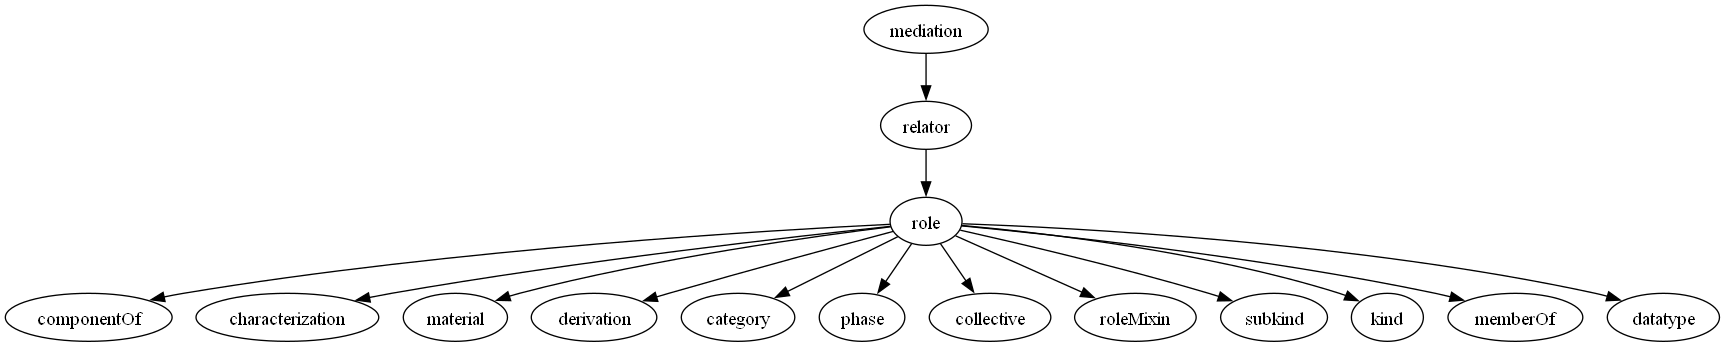 mediation
relator
role
componentOf
characterization
material
derivation
category
phase
collective
roleMixin
subkind
kind
memberOf
datatype